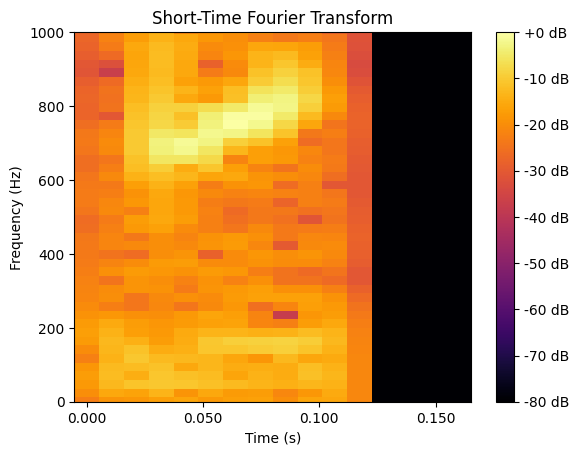 Short-Time Fourier Transform
1000
800
600
400
200
0
Frequency (Hz)
0.000
0.050
0.100
0.150
Time (s)
+0 dB
-10 dB
-20 dB
-30 dB
-40 dB
-50 dB
-60 dB
-70 dB
-80 dB